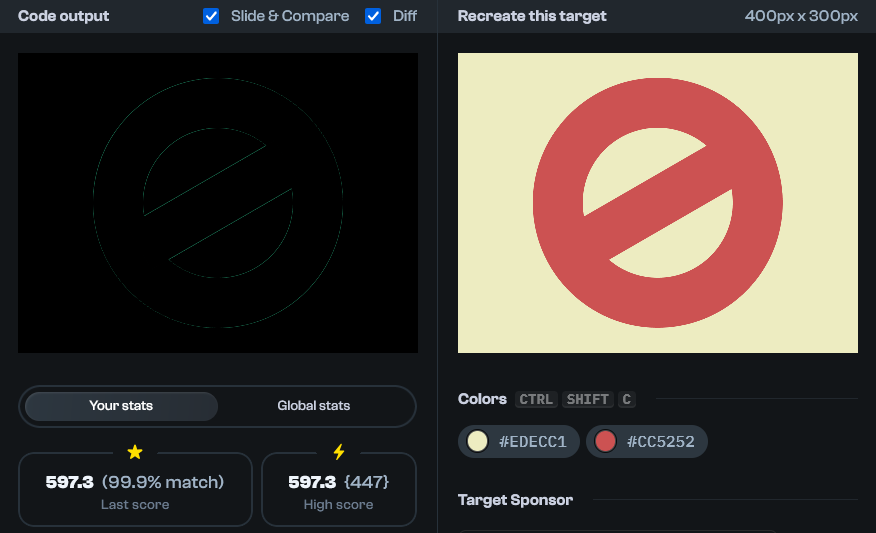 Code output
Slide & Compare
Diff
Recreate this target
400px x 300px
Your stats
Global stats
Colors CTRL SHIFT C
#EDECC1
#CC5252
597.3 (99.9% match)
Last score
597.3 {447}
High score
Target Sponsor